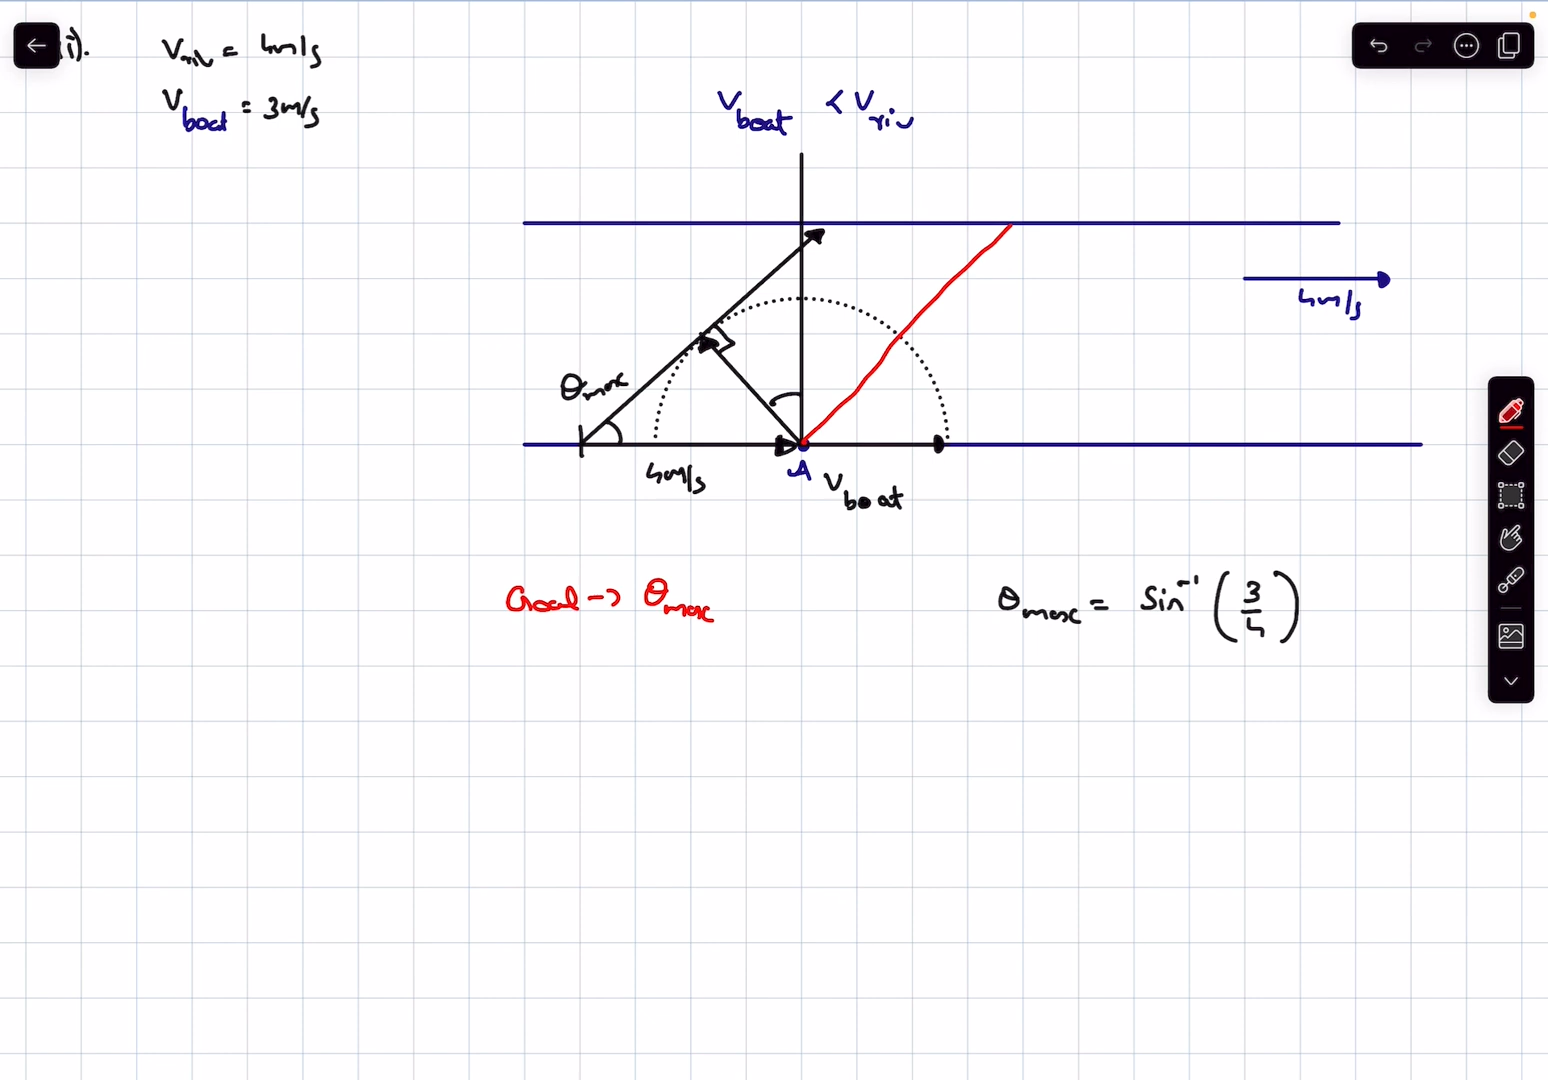 i).
V_riv = 4m/s
V_boat = 3m/s
V_boat < V_riv
4m/s
θ_max
4m/s
A
V_boat
Goal -> θ_max
θ_max = Sin⁻¹ (3/4)